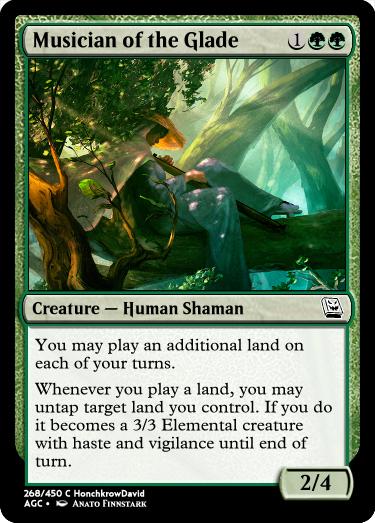 Musician of the Glade 1
Creature — Human Shaman
You may play an additional land on
each of your turns.
Whenever you play a land, you may
untap target land you control. If you do
it becomes a 3/3 Elemental creature
with haste and vigilance until end of
turn.
2/4
268/450 C HonchkrowDavid
AGC • Anato Finnstark